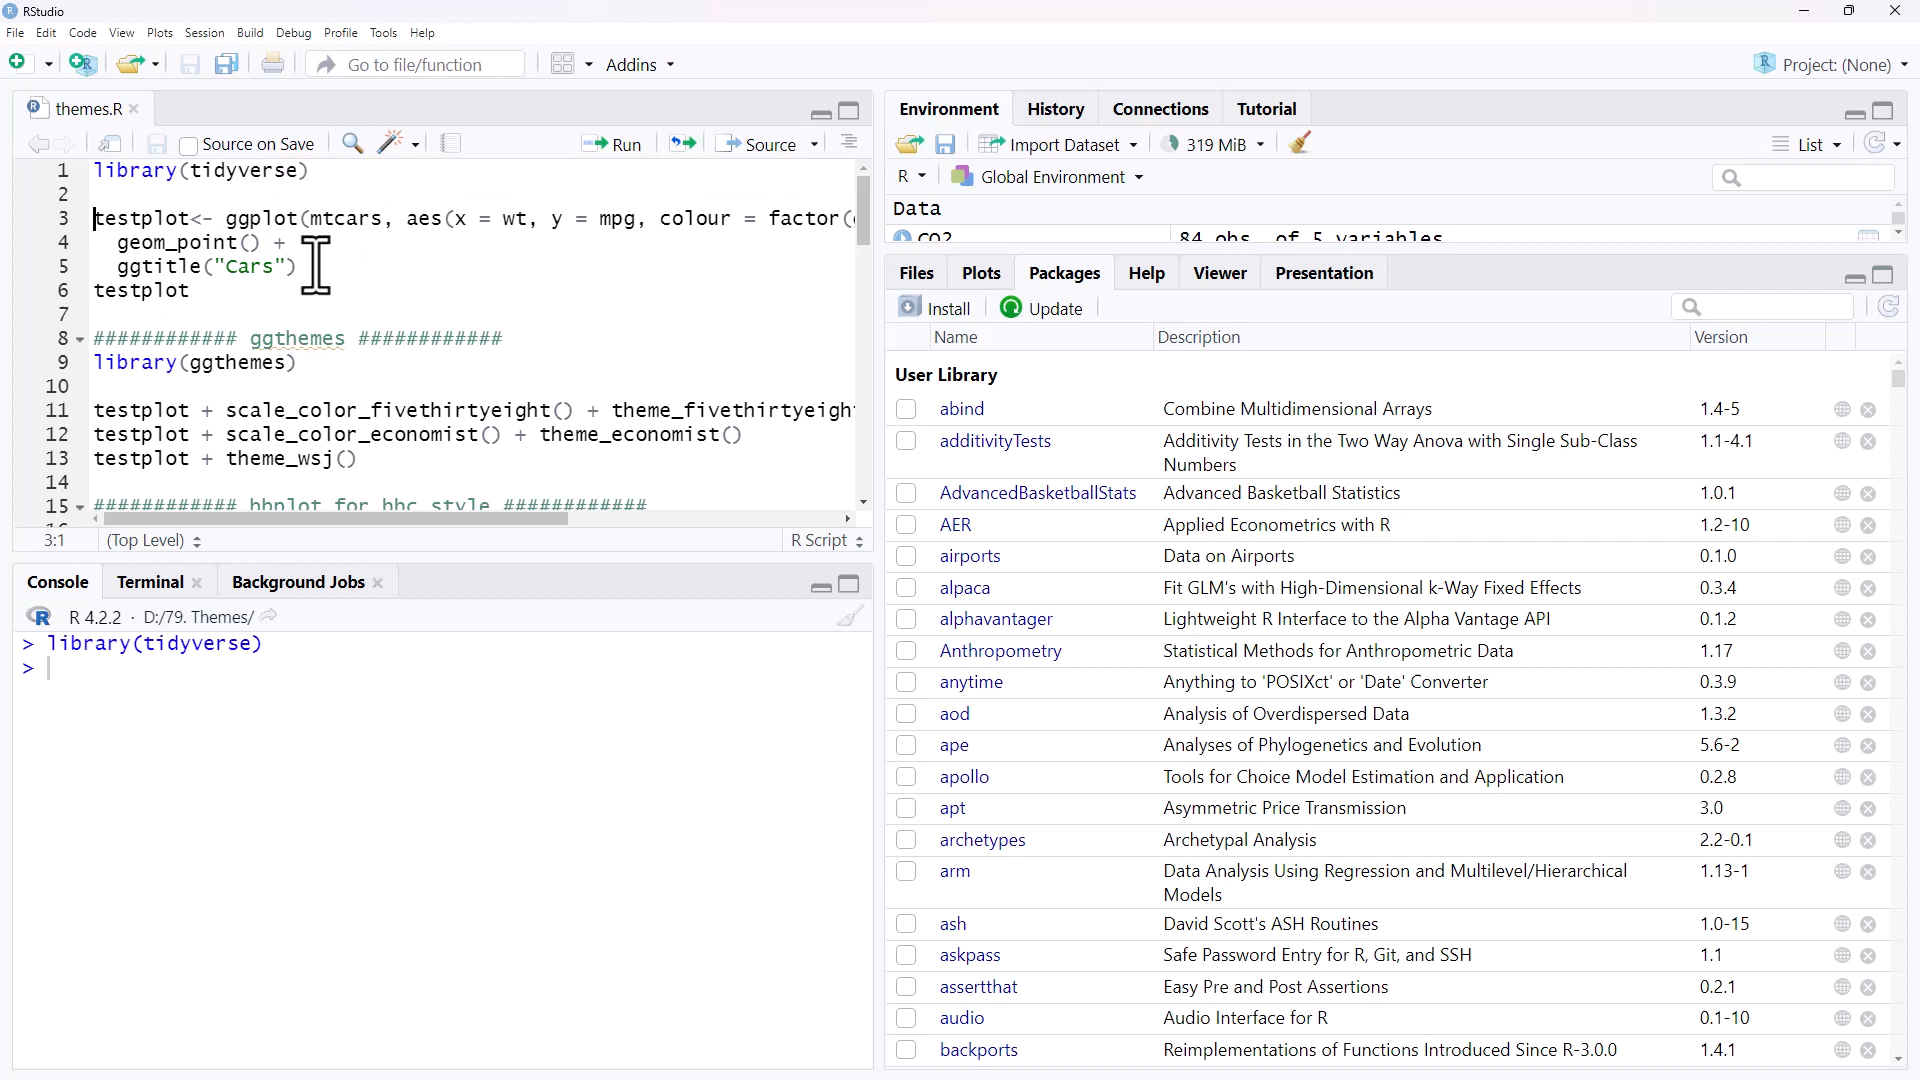 RStudio
File Edit Code View Plots Session Build Debug Profile Tools Help
Go to file/function Addins Project: (None)
themes.R
Source on Save Run Source
1 library(tidyverse)
2
3 testplot<- ggplot(mtcars, aes(x = wt, y = mpg, colour = factor(
4 geom_point() +
5 ggtitle("Cars")
6 testplot
7
8 ############ ggthemes ############
9 library(ggthemes)
10
11 testplot + scale_color_fivethirtyeight() + theme_fivethirtyeigh
12 testplot + scale_color_economist() + theme_economist()
13 testplot + theme_wsj()
14
15 ############ bbplot for bbc style ############
3:1 (Top Level) R Script
Console Terminal Background Jobs
R 4.2.2 · D:/79. Themes/
> library(tidyverse)
>
Environment History Connections Tutorial
Import Dataset 319 MiB List
R Global Environment
Data
CO2 84 obs. of 5 variables
Files Plots Packages Help Viewer Presentation
Install Update
Name Description Version
User Library
abind Combine Multidimensional Arrays 1.4-5
additivityTests Additivity Tests in the Two Way Anova with Single Sub-Class 1.1-4.1
Numbers
AdvancedBasketballStats Advanced Basketball Statistics 1.0.1
AER Applied Econometrics with R 1.2-10
airports Data on Airports 0.1.0
alpaca Fit GLM's with High-Dimensional k-Way Fixed Effects 0.3.4
alphavantager Lightweight R Interface to the Alpha Vantage API 0.1.2
Anthropometry Statistical Methods for Anthropometric Data 1.17
anytime Anything to 'POSIXct' or 'Date' Converter 0.3.9
aod Analysis of Overdispersed Data 1.3.2
ape Analyses of Phylogenetics and Evolution 5.6-2
apollo Tools for Choice Model Estimation and Application 0.2.8
apt Asymmetric Price Transmission 3.0
archetypes Archetypal Analysis 2.2-0.1
arm Data Analysis Using Regression and Multilevel/Hierarchical 1.13-1
Models
ash David Scott's ASH Routines 1.0-15
askpass Safe Password Entry for R, Git, and SSH 1.1
assertthat Easy Pre and Post Assertions 0.2.1
audio Audio Interface for R 0.1-10
backports Reimplementations of Functions Introduced Since R-3.0.0 1.4.1